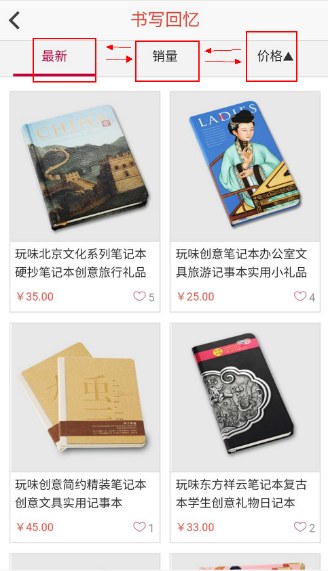 书写回忆
最新
销量
价格▲
CHINA
LADIES
玩味北京文化系列笔记本
硬抄笔记本创意旅行礼品
￥35.00
5
玩味创意笔记本办公室文
具旅游记事本实用小礼品
￥25.00
4
玩味创意简约精装笔记本
创意文具实用记事本
￥45.00
1
玩味东方祥云笔记本复古
本学生创意礼物日记本
￥33.00
2